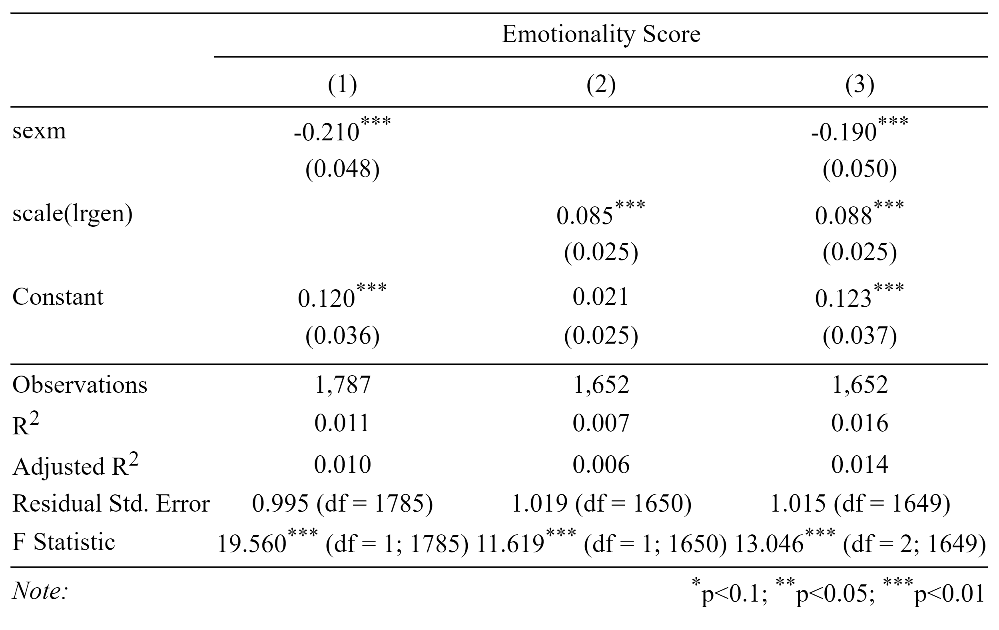 Emotionality Score
(1) (2) (3)
sexm -0.210*** -0.190***
(0.048) (0.050)
scale(lrgen) 0.085*** 0.088***
(0.025) (0.025)
Constant 0.120*** 0.021 0.123***
(0.036) (0.025) (0.037)
Observations 1,787 1,652 1,652
R² 0.011 0.007 0.016
Adjusted R² 0.010 0.006 0.014
Residual Std. Error 0.995 (df = 1785) 1.019 (df = 1650) 1.015 (df = 1649)
F Statistic 19.560*** (df = 1; 1785) 11.619*** (df = 1; 1650) 13.046*** (df = 2; 1649)
Note: *p<0.1; **p<0.05; ***p<0.01